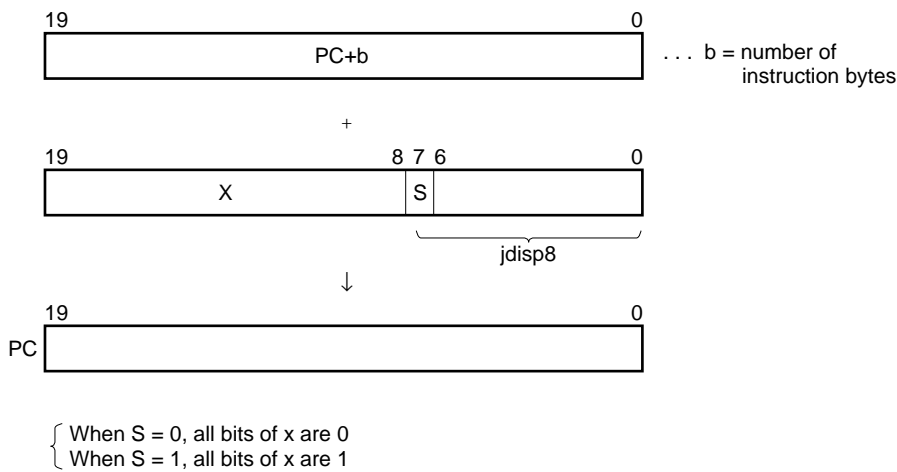 19 0
PC+b . . . b = number of
instruction bytes
+
19 8 7 6 0
X S
jdisp8
↓
19 0
PC
When S = 0, all bits of x are 0
When S = 1, all bits of x are 1